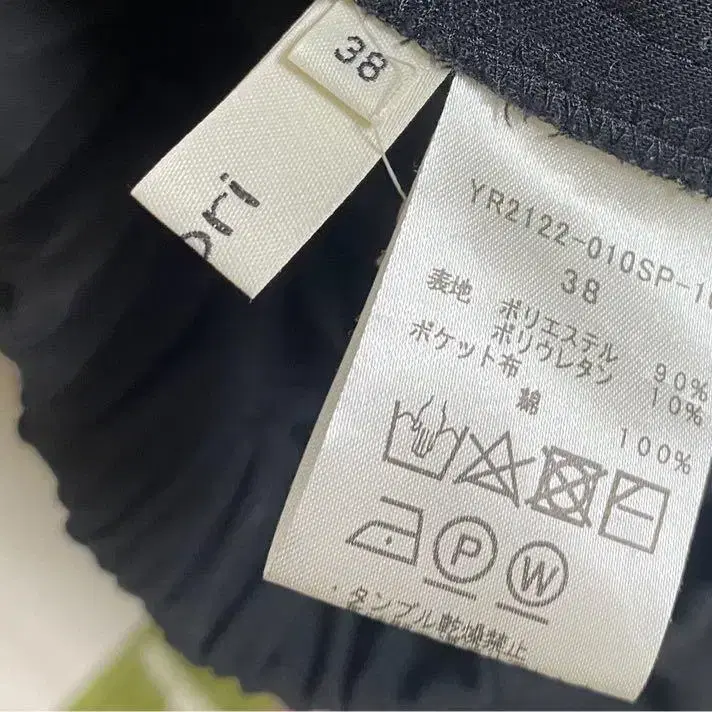 38
ori
YR2122-010SP-1
38
表地 ポリエステル 90%
ポリウレタン 10%
ポケット布
綿 100%
P W
・タンブル乾燥禁止